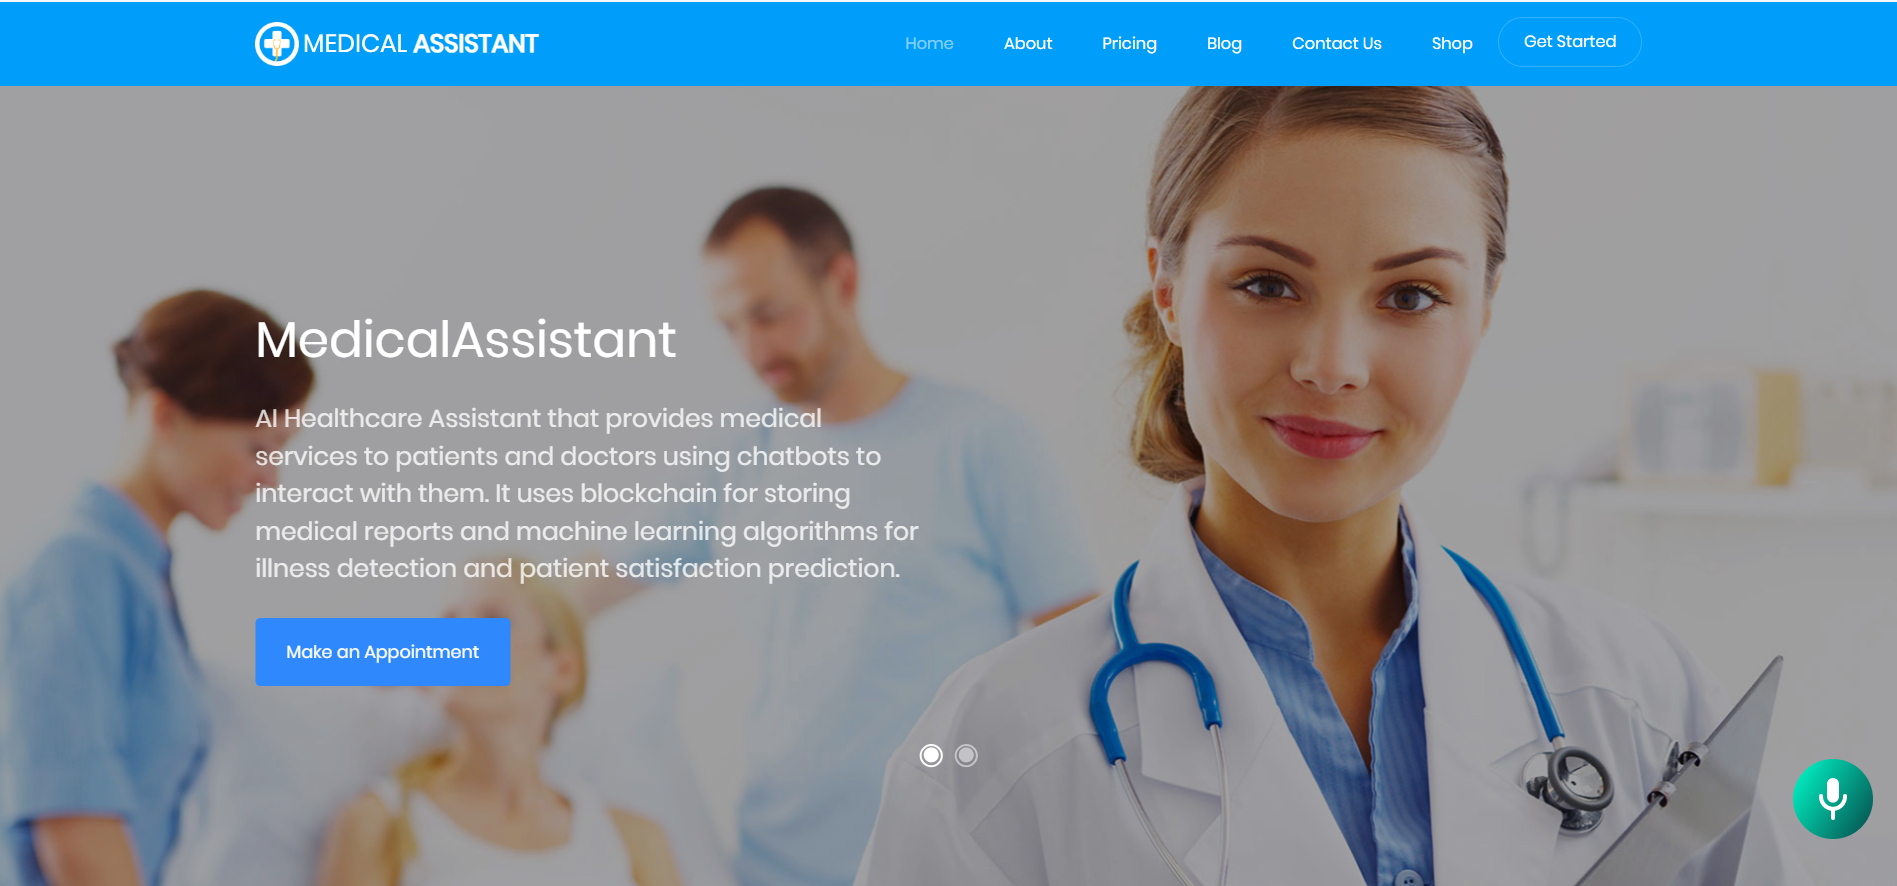 MEDICAL ASSISTANT
Home
About
Pricing
Blog
Contact Us
Shop
Get Started
MedicalAssistant
AI Healthcare Assistant that provides medical
services to patients and doctors using chatbots to
interact with them. It uses blockchain for storing
medical reports and machine learning algorithms for
illness detection and patient satisfaction prediction.
Make an Appointment